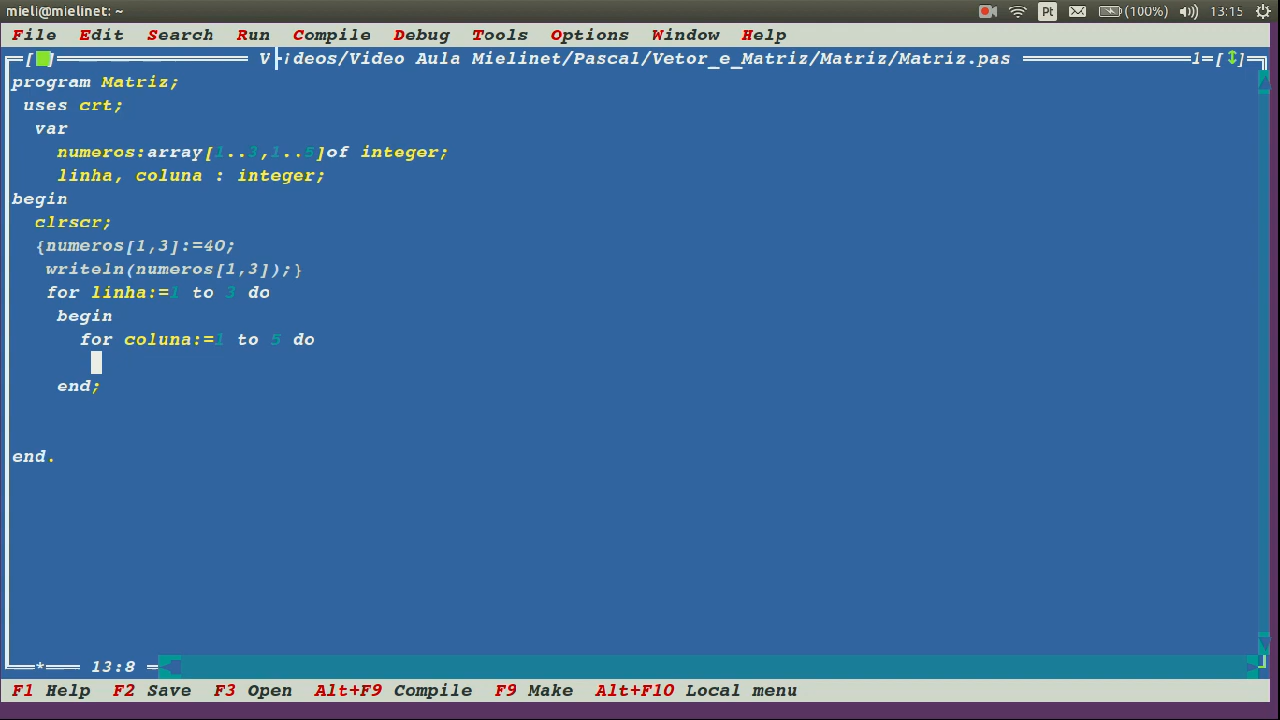 mieli@mielinet: ~ Pt (100%) 13:15
File Edit Search Run Compile Debug Tools Options Window Help
[■] Videos/Video Aula Mielinet/Pascal/Vetor_e_Matriz/Matriz/Matriz.pas 1=[↕]
program Matriz;
uses crt;
var
numeros:array[1..3,1..5]of integer;
linha, coluna : integer;
begin
clrscr;
{numeros[1,3]:=40;
writeln(numeros[1,3]);}
for linha:=1 to 3 do
begin
for coluna:=1 to 5 do
end;
end.
* 13:8
F1 Help F2 Save F3 Open Alt+F9 Compile F9 Make Alt+F10 Local menu